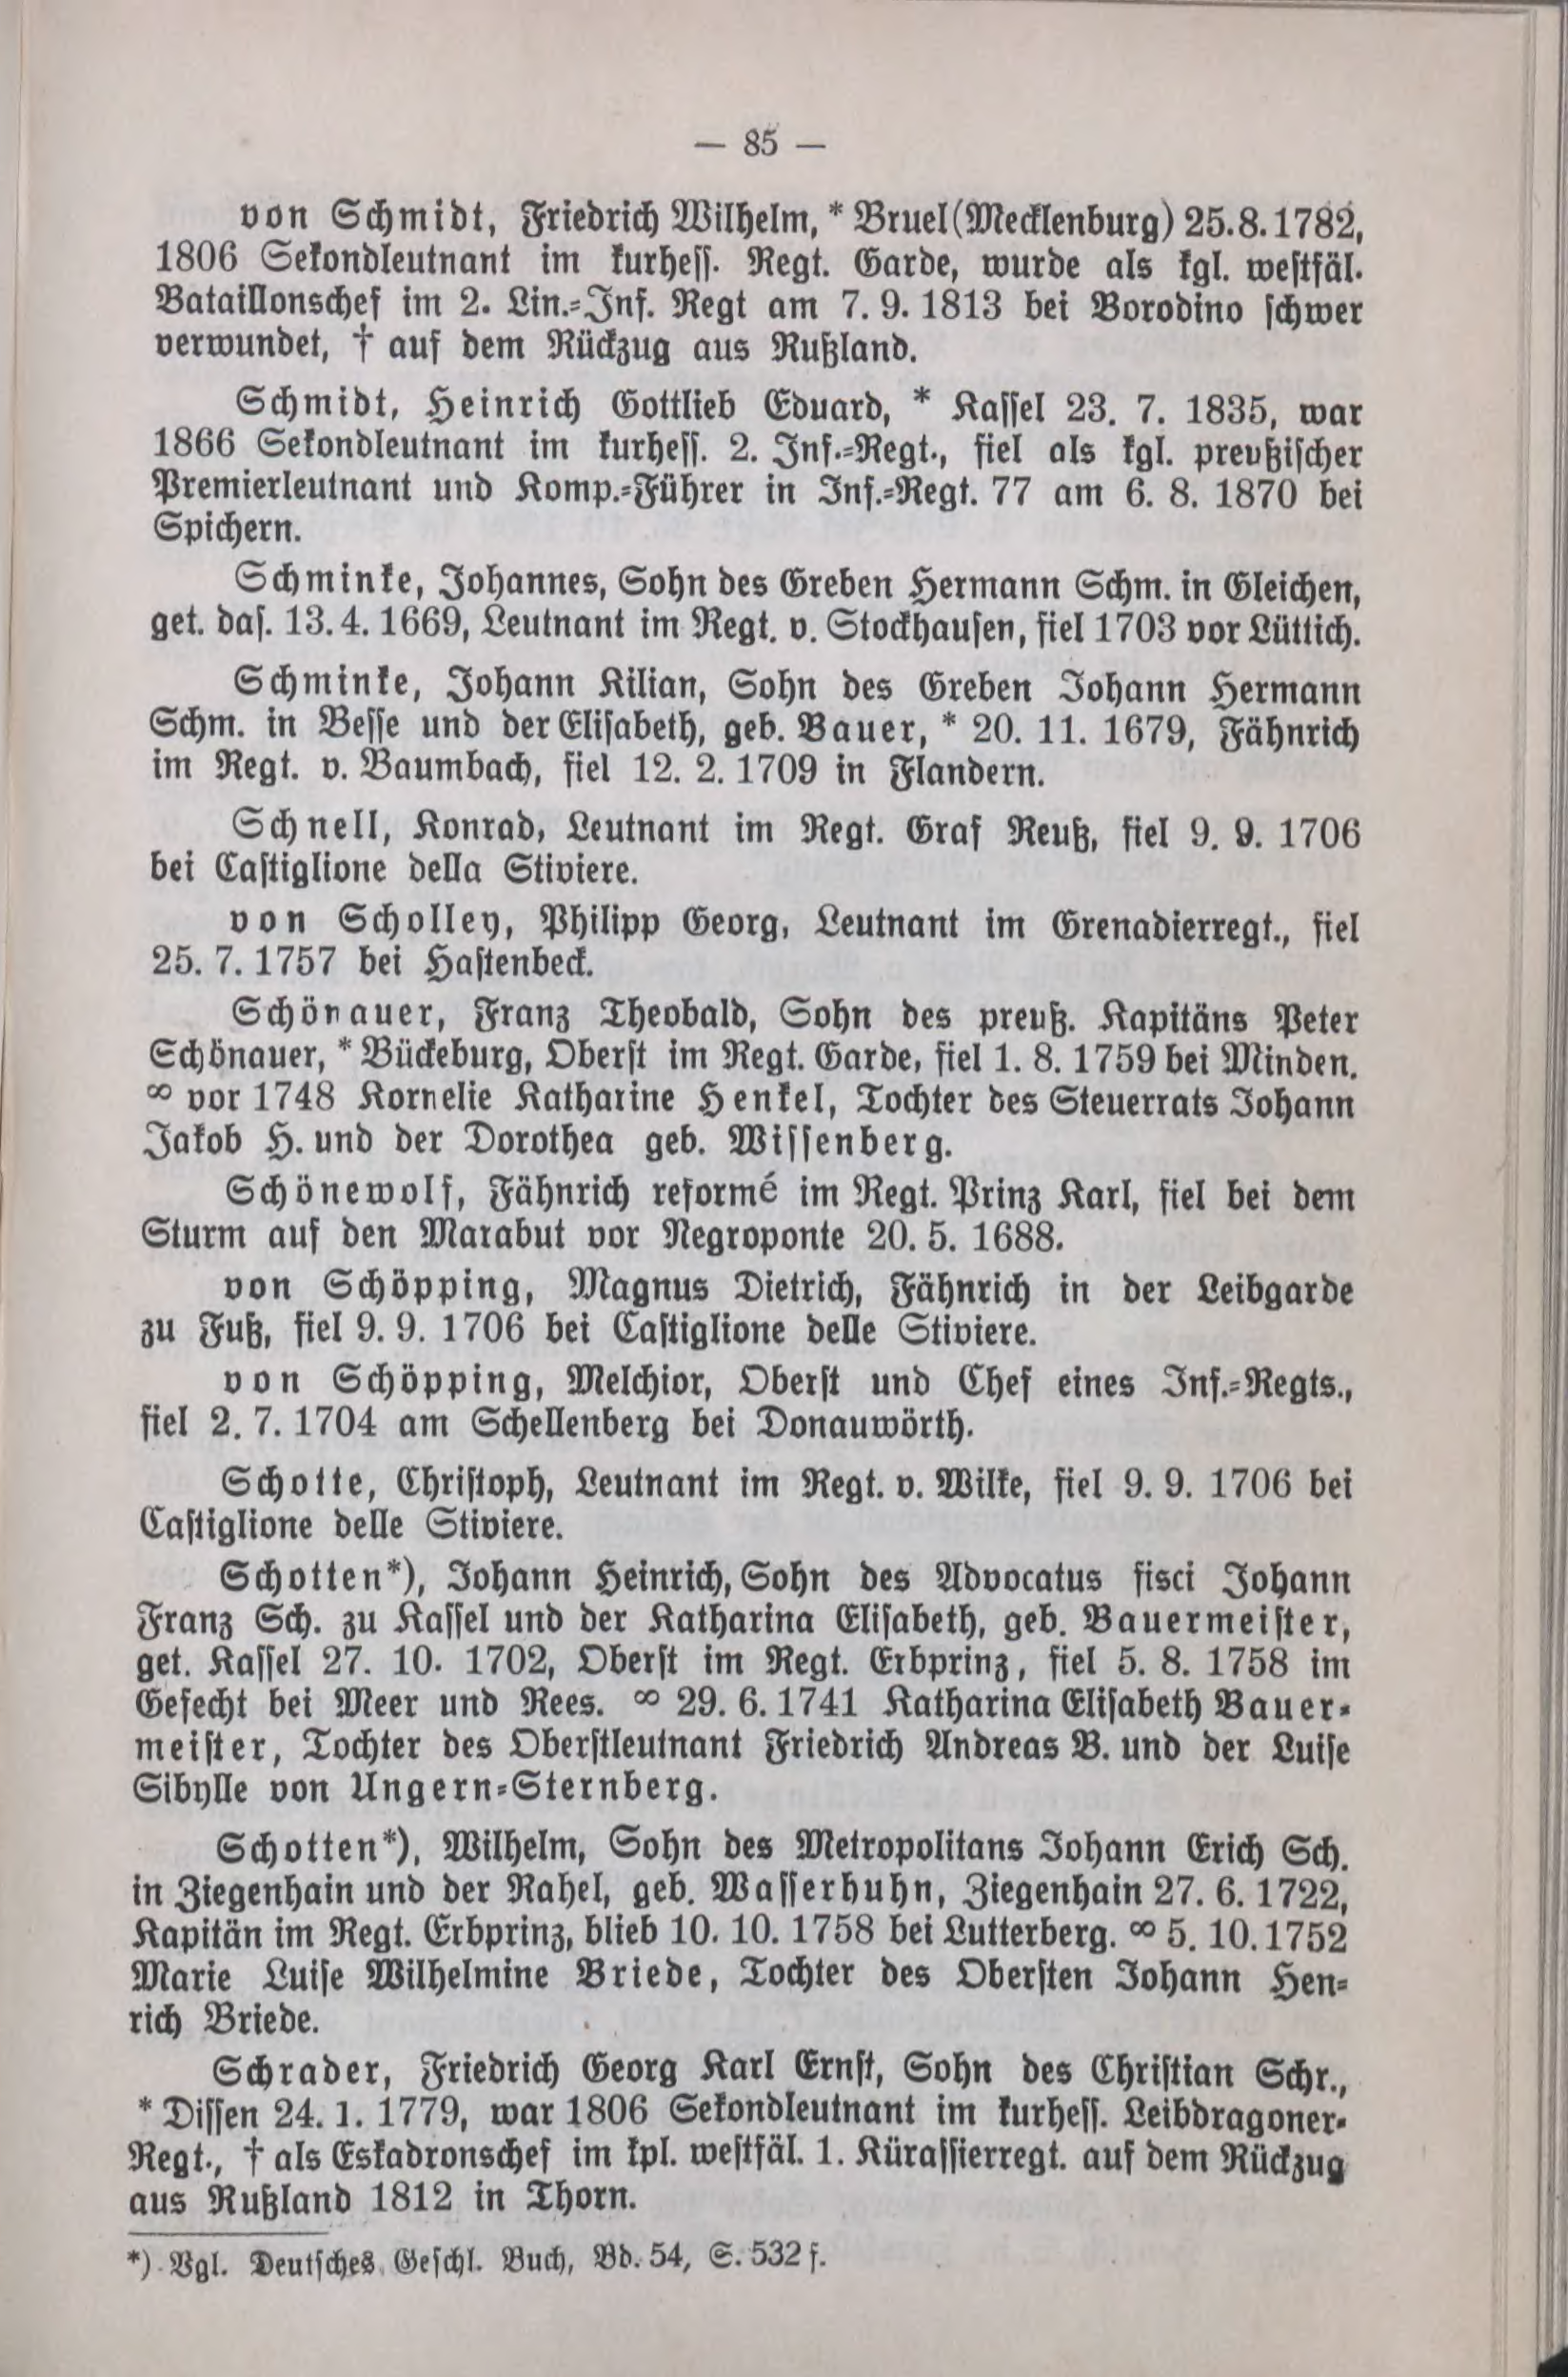 — 85 —
von Schmidt, Friedrich Wilhelm, * Bruel (Mecklenburg) 25.8.1782,
1806 Sekondleutnant im kurhess. Regt. Garde, wurde als kgl. westfäl.
Bataillonschef im 2. Lin.-Inf. Regt am 7. 9. 1813 bei Borodino schwer
verwundet, † auf dem Rückzug aus Rußland.
Schmidt, Heinrich Gottlieb Eduard, * Kassel 23. 7. 1835, war
1866 Sekondleutnant im kurhess. 2. Inf.-Regt., fiel als kgl. preußischer
Premierleutnant und Komp.-Führer in Inf.-Regt. 77 am 6. 8. 1870 bei
Spichern.
Schminke, Johannes, Sohn des Greben Hermann Schm. in Gleichen,
get. das. 13. 4. 1669, Leutnant im Regt. v. Stockhausen, fiel 1703 vor Lüttich.
Schminke, Johann Kilian, Sohn des Greben Johann Hermann
Schm. in Besse und der Elisabeth, geb. Bauer, * 20. 11. 1679, Fähnrich
im Regt. v. Baumbach, fiel 12. 2. 1709 in Flandern.
Schnell, Konrad, Leutnant im Regt. Graf Reuß, fiel 9. 9. 1706
bei Castiglione della Stiviere.
von Scholley, Philipp Georg, Leutnant im Grenadierregt., fiel
25. 7. 1757 bei Hastenbeck.
Schönauer, Franz Theobald, Sohn des preuß. Kapitäns Peter
Schönauer, * Bückeburg, Oberst im Regt. Garde, fiel 1. 8. 1759 bei Minden.
∞ vor 1748 Kornelie Katharine Henkel, Tochter des Steuerrats Johann
Jakob H. und der Dorothea geb. Wissenberg.
Schönewolf, Fähnrich reformé im Regt. Prinz Karl, fiel bei dem
Sturm auf den Marabut vor Negroponte 20. 5. 1688.
von Schöpping, Magnus Dietrich, Fähnrich in der Leibgarde
zu Fuß, fiel 9. 9. 1706 bei Castiglione delle Stiviere.
von Schöpping, Melchior, Oberst und Chef eines Inf.-Regts.,
fiel 2. 7. 1704 am Schellenberg bei Donauwörth.
Schotte, Christoph, Leutnant im Regt. v. Wilke, fiel 9. 9. 1706 bei
Castiglione delle Stiviere.
Schotten*), Johann Heinrich, Sohn des Advocatus fisci Johann
Franz Sch. zu Kassel und der Katharina Elisabeth, geb. Bauermeister,
get. Kassel 27. 10. 1702, Oberst im Regt. Erbprinz, fiel 5. 8. 1758 im
Gefecht bei Meer und Rees. ∞ 29. 6. 1741 Katharina Elisabeth Bauer-
meister, Tochter des Oberstleutnant Friedrich Andreas B. und der Luise
Sibylle von Ungern-Sternberg.
Schotten*), Wilhelm, Sohn des Metropolitans Johann Erich Sch.
in Ziegenhain und der Rahel, geb. Wasserhuhn, Ziegenhain 27. 6. 1722,
Kapitän im Regt. Erbprinz, blieb 10. 10. 1758 bei Lutterberg. ∞ 5. 10. 1752
Marie Luise Wilhelmine Briede, Tochter des Obersten Johann Hen-
rich Briede.
Schrader, Friedrich Georg Karl Ernst, Sohn des Christian Schr.,
* Dissen 24. 1. 1779, war 1806 Sekondleutnant im kurhess. Leibdragoner-
Regt., † als Eskadronschef im kpl. westfäl. 1. Kürassierregt. auf dem Rückzug
aus Rußland 1812 in Thorn.
*) Vgl. Deutsches Geschl. Buch, Bd. 54, S. 532 f.